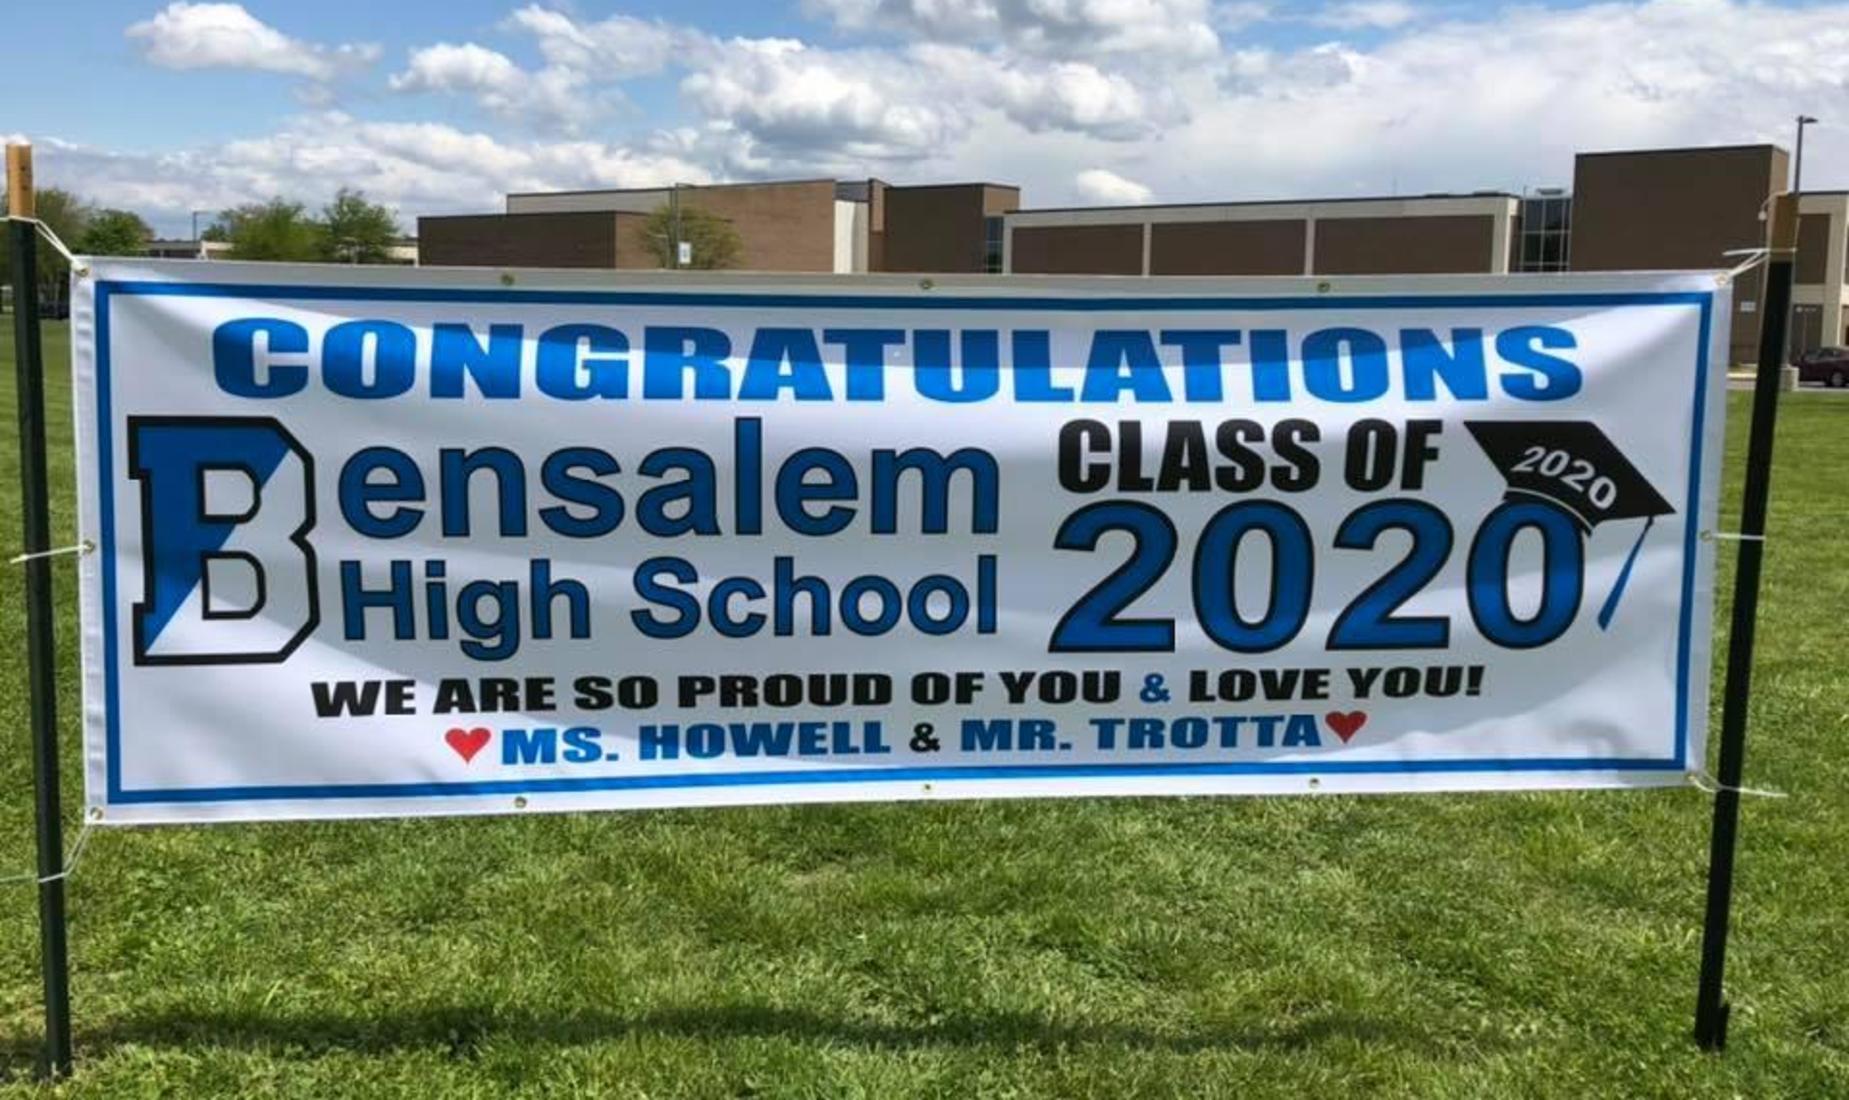 CONGRATULATIONS
Bensalem
High School
CLASS OF
2020
2020
WE ARE SO PROUD OF YOU & LOVE YOU!
♥MS. HOWELL & MR. TROTTA♥